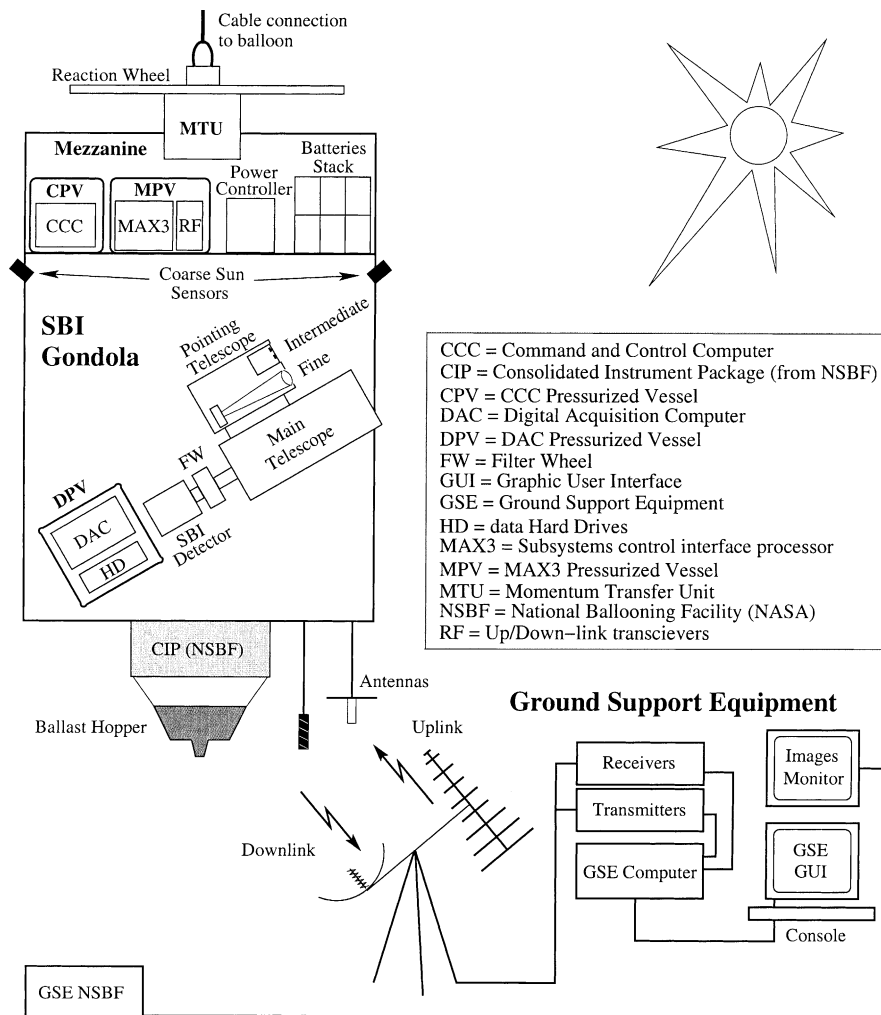 Cable connection
to balloon
Reaction Wheel
MTU
Mezzanine
Batteries
Stack
Power
Controller
CPV
MPV
CCC
MAX3
RF
Coarse Sun
Sensors
SBI
Gondola
Pointing
Telescope
Intermediate
Fine
Main
Telescope
FW
DPV
DAC
HD
SBI
Detector
CCC = Command and Control Computer
CIP = Consolidated Instrument Package (from NSBF)
CPV = CCC Pressurized Vessel
DAC = Digital Acquisition Computer
DPV = DAC Pressurized Vessel
FW = Filter Wheel
GUI = Graphic User Interface
GSE = Ground Support Equipment
HD = data Hard Drives
MAX3 = Subsystems control interface processor
MPV = MAX3 Pressurized Vessel
MTU = Momentum Transfer Unit
NSBF = National Ballooning Facility (NASA)
RF = Up/Down-link transcievers
CIP (NSBF)
Ballast Hopper
Antennas
Ground Support Equipment
Uplink
Downlink
Receivers
Transmitters
GSE Computer
Images
Monitor
GSE
GUI
Console
GSE NSBF